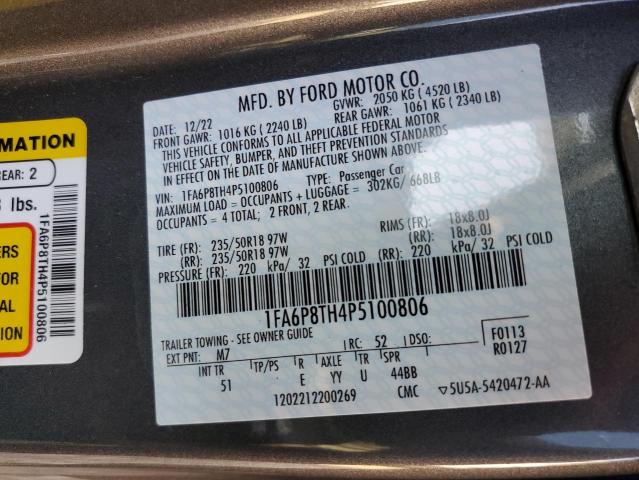 MATION
REAR: 2
lbs.
ERS
FOR
AL
N
1FA6P8TH4P5100806
MFD. BY FORD MOTOR CO.
DATE: 12/22 GVWR: 2050 KG ( 4520 LB)
FRONT GAWR: 1016 KG ( 2240 LB) REAR GAWR: 1061 KG ( 2340 LB)
THIS VEHICLE CONFORMS TO ALL APPLICABLE FEDERAL MOTOR
VEHICLE SAFETY, BUMPER, AND THEFT PREVENTION STANDARDS
IN EFFECT ON THE DATE OF MANUFACTURE SHOWN ABOVE.
VIN: 1FA6P8TH4P5100806 TYPE: Passenger Car
MAXIMUM LOAD = OCCUPANTS + LUGGAGE = 302KG/ 668LB
OCCUPANTS = 4 TOTAL; 2 FRONT, 2 REAR.
TIRE (FR): 235/50R18 97W RIMS (FR): 18x8.0J
(RR): 235/50R18 97W (RR): 18x8.0J
PRESSURE (FR): 220 kPa/ 32 PSI COLD (RR): 220 kPa/ 32 PSI COLD
1FA6P8TH4P5100806
TRAILER TOWING - SEE OWNER GUIDE
EXT PNT: M7 RC: 52 DSO: F0113
INT TR TP/PS R AXLE TR SPR R0127
51 E YY U 44BB
1202212200269 CMC ▽5U5A-5420472-AA